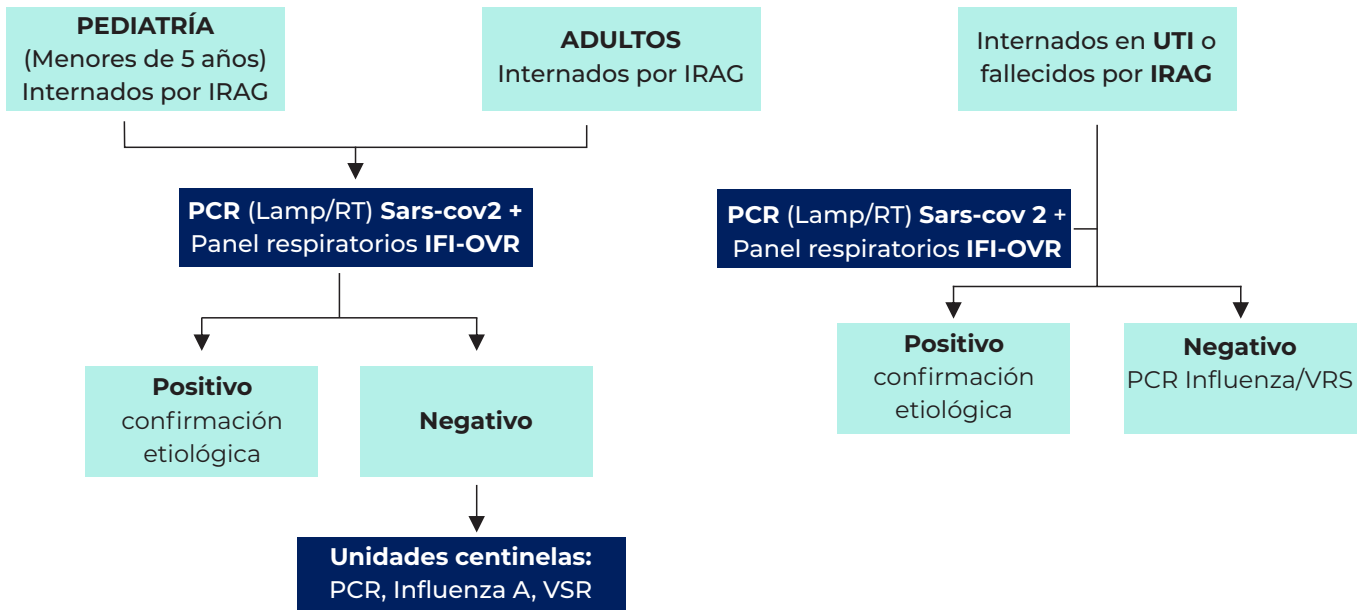 PEDIATRÍA
(Menores de 5 años)
Internados por IRAG
ADULTOS
Internados por IRAG
Internados en UTI o
fallecidos por IRAG
PCR (Lamp/RT) Sars-cov2 +
Panel respiratorios IFI-OVR
PCR (Lamp/RT) Sars-cov 2 +
Panel respiratorios IFI-OVR
Positivo
confirmación
etiológica
Negativo
Positivo
confirmación
etiológica
Negativo
PCR Influenza/VRS
Unidades centinelas:
PCR, Influenza A, VSR